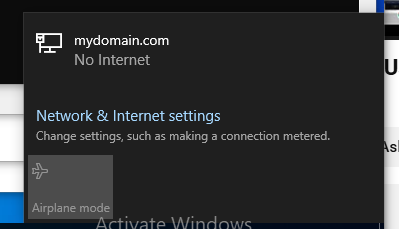 mydomain.com
No Internet
Network & Internet settings
Change settings, such as making a connection metered.
Airplane mode
Activate Windows